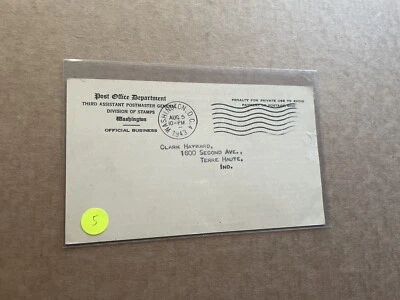 Post Office Department
THIRD ASSISTANT POSTMASTER GENERAL
DIVISION OF STAMPS
Washington
OFFICIAL BUSINESS
WASHINGTON, D.C. 4
AUG 5
10-PM
1943
PENALTY FOR PRIVATE USE TO AVOID
PAYMENT OF POSTAGE, $300
Clark Hayward,
1600 Second Ave.,
Terre Haute,
Ind.
5